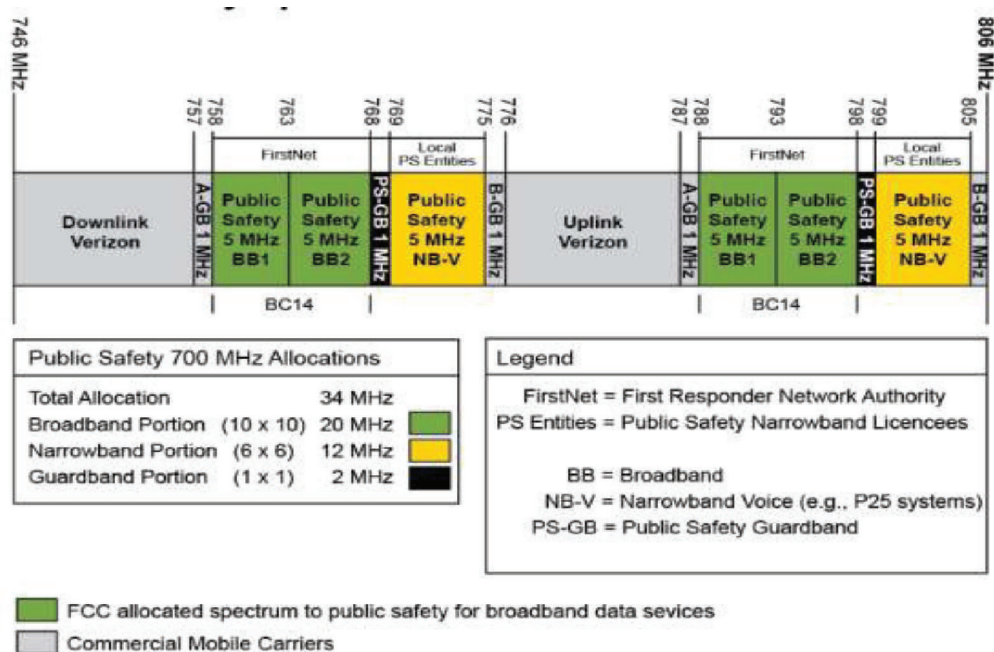 746 MHz
757
758
763
768
769
775
776
787
788
793
798
799
805
806 MHz
FirstNet
Local
PS Entities
FirstNet
Local
PS Entities
Downlink
Verizon
A-GB 1 MHz
Public
Safety
5 MHz
BB1
Public
Safety
5 MHz
BB2
PS-GB 1 MHz
Public
Safety
5 MHz
NB-V
B-GB 1 MHz
Uplink
Verizon
A-GB 1 MHz
Public
Safety
5 MHz
BB1
Public
Safety
5 MHz
BB2
PS-GB 1 MHz
Public
Safety
5 MHz
NB-V
B-GB 1 MHz
BC14
BC14
Public Safety 700 MHz Allocations
Total Allocation 34 MHz
Broadband Portion (10 x 10) 20 MHz
Narrowband Portion (6 x 6) 12 MHz
Guardband Portion (1 x 1) 2 MHz
Legend
FirstNet = First Responder Network Authority
PS Entities = Public Safety Narrowband Licencees
BB = Broadband
NB-V = Narrowband Voice (e.g., P25 systems)
PS-GB = Public Safety Guardband
FCC allocated spectrum to public safety for broadband data sevices
Commercial Mobile Carriers